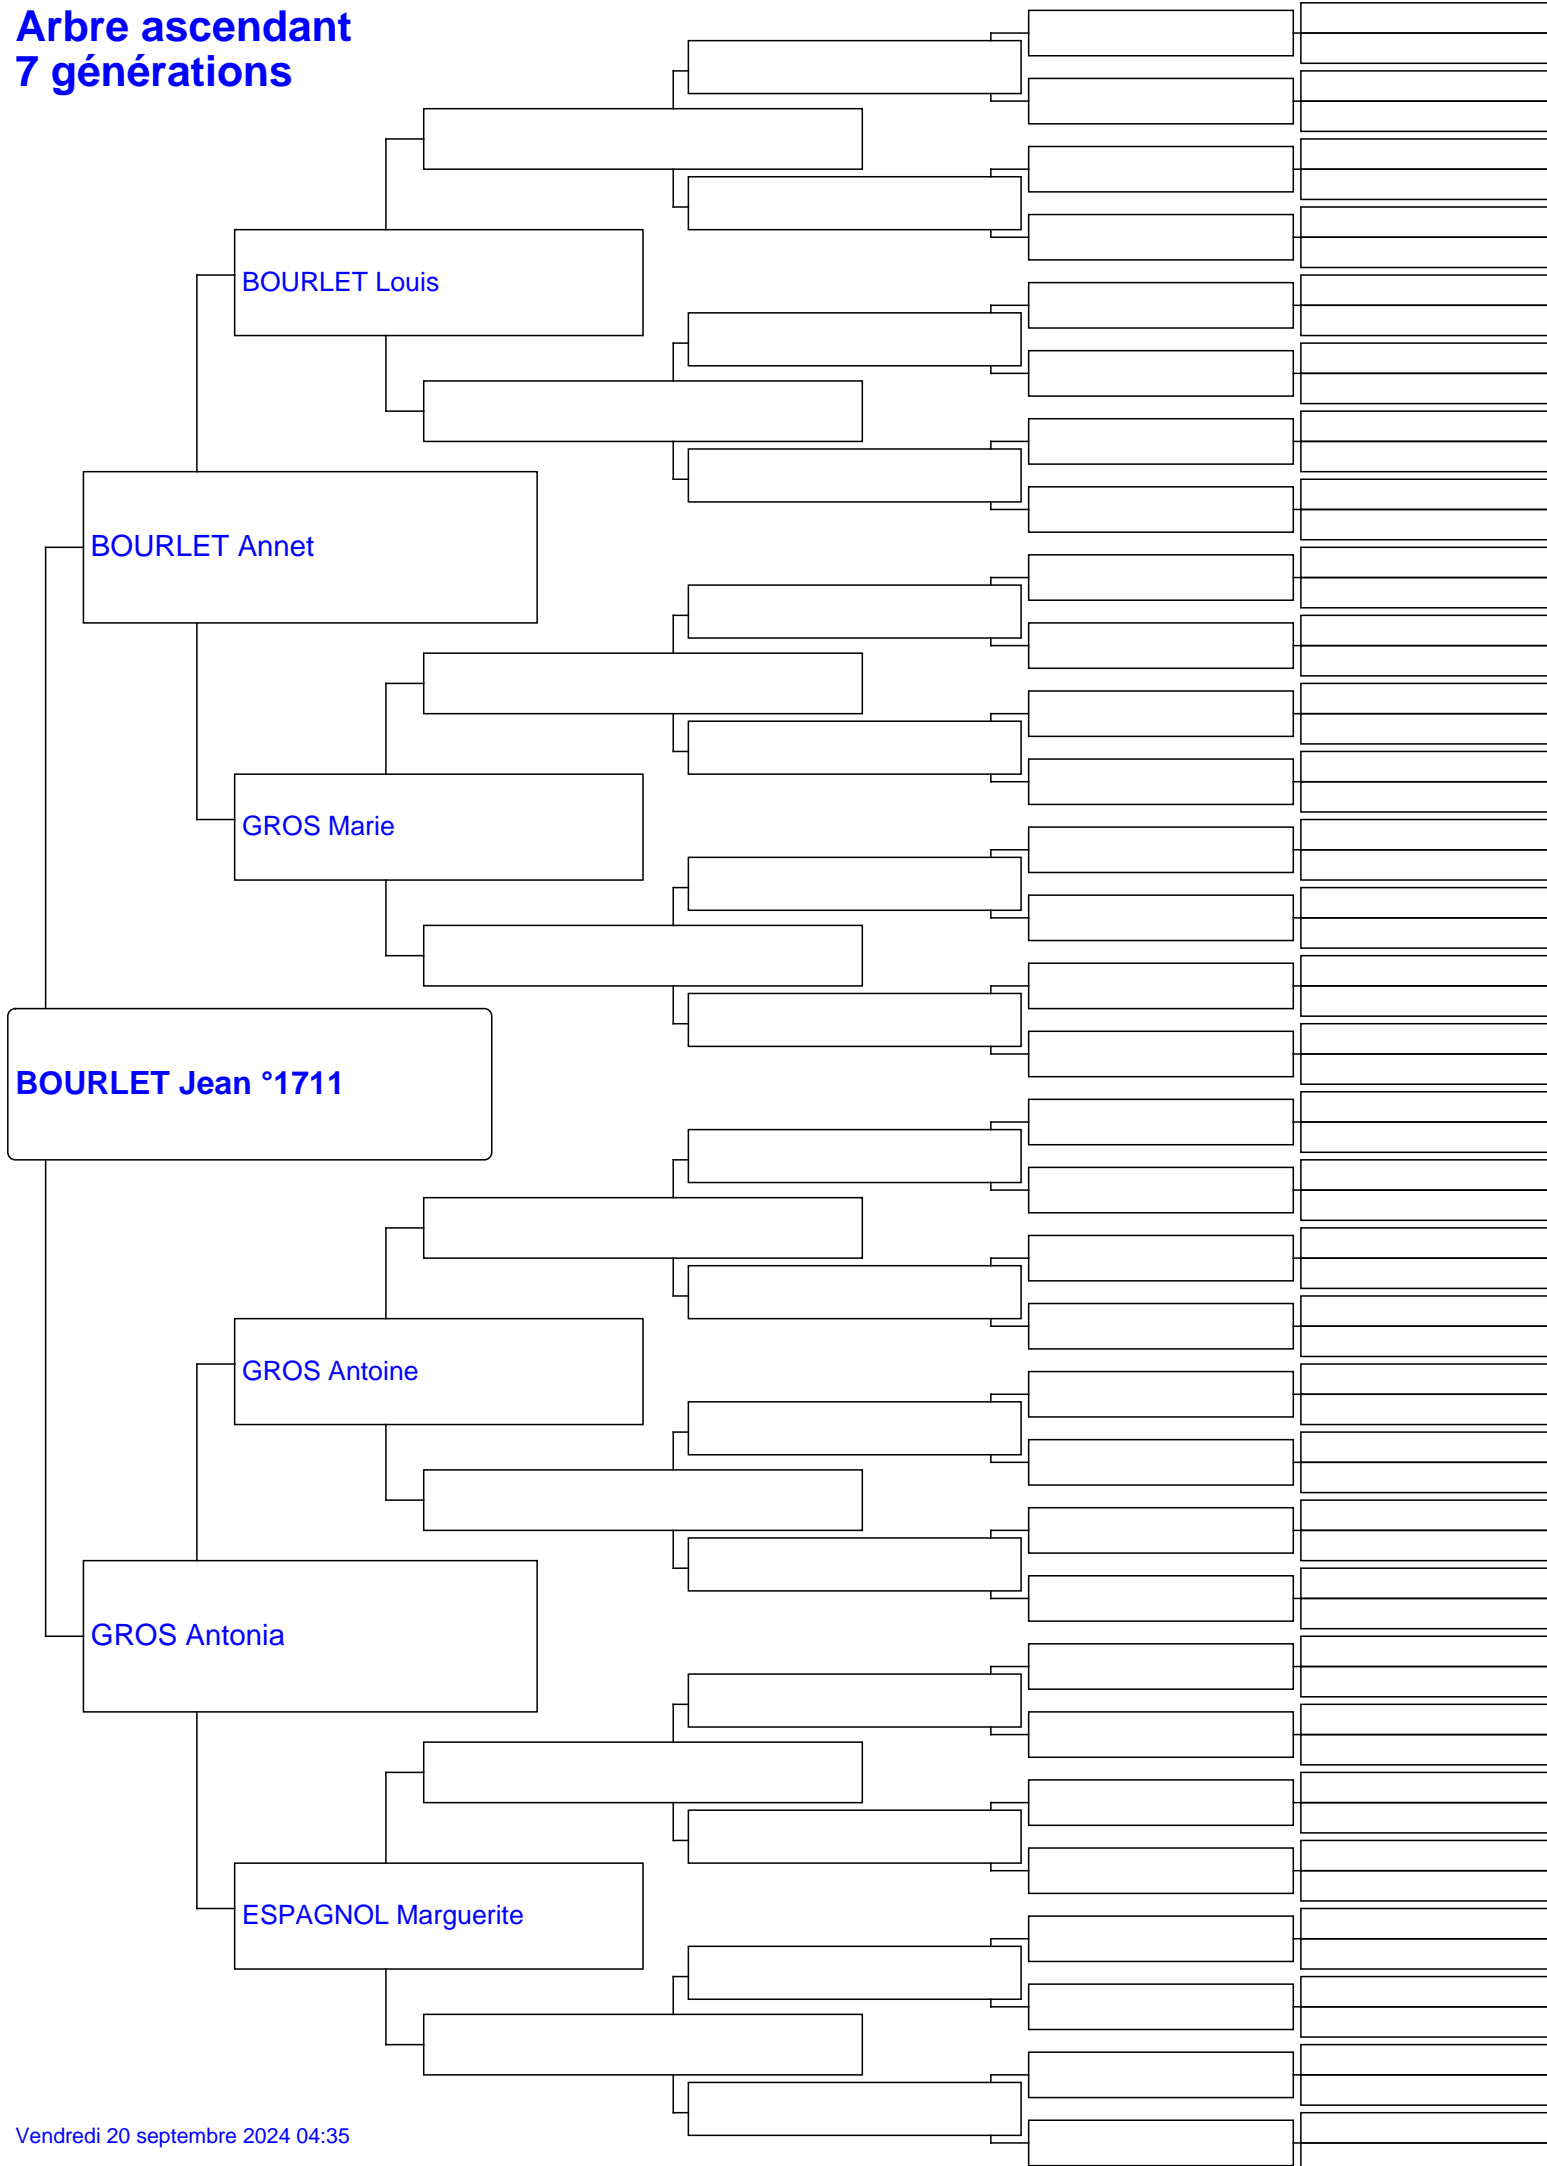 Arbre ascendant
7 générations
BOURLET Louis
BOURLET Annet
GROS Marie
BOURLET Jean °1711
GROS Antoine
GROS Antonia
ESPAGNOL Marguerite
Vendredi 20 septembre 2024 04:35